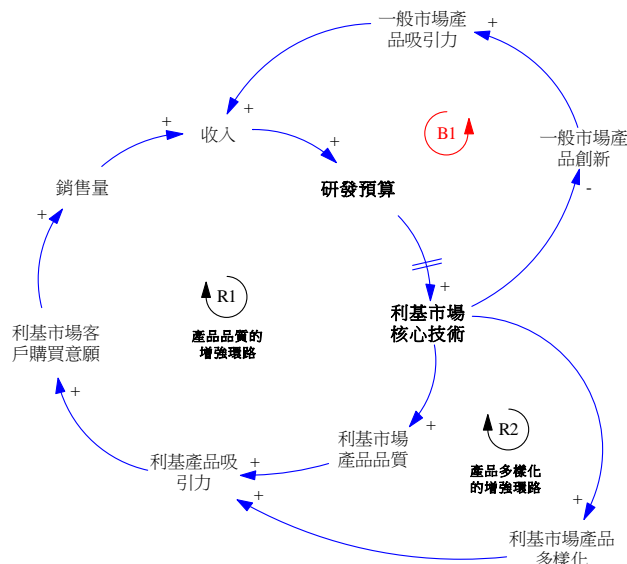 一般市場產
品吸引力
+
+
+
+
收入
+
B1
一般市場產
品創新
-
銷售量
+
研發預算
R1
產品品質的
增強環路
+
利基市場
核心技術
利基市場客
戶購買意願
+
利基市場
產品品質
+
R2
產品多樣化
的增強環路
利基產品吸
引力
+
+
+
利基市場產品
多樣化